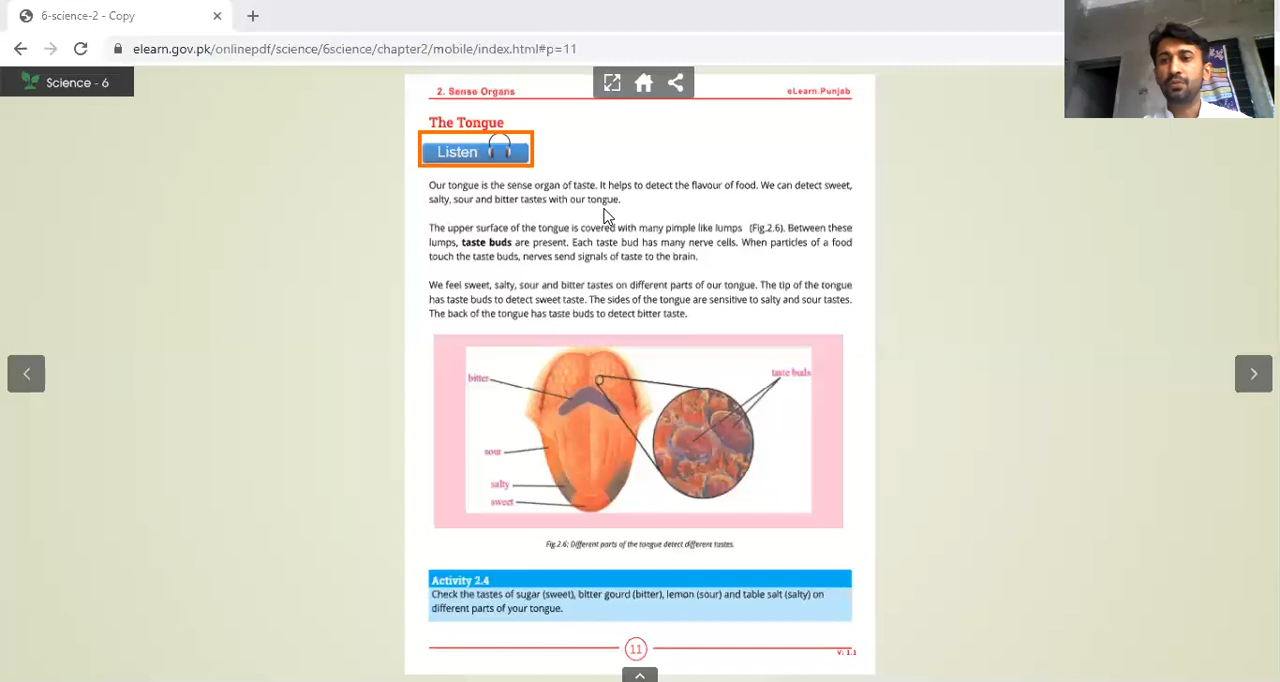 6-science-2 - Copy
elearn.gov.pk/onlinepdf/science/6science/chapter2/mobile/index.html#p=11
Science - 6
2. Sense Organs
eLearn.Punjab
The Tongue
Listen
Our tongue is the sense organ of taste. It helps to detect the flavour of food. We can detect sweet,
salty, sour and bitter tastes with our tongue.
The upper surface of the tongue is covered with many pimple like lumps (Fig.2.6). Between these
lumps, taste buds are present. Each taste bud has many nerve cells. When particles of a food
touch the taste buds, nerves send signals of taste to the brain.
We feel sweet, salty, sour and bitter tastes on different parts of our tongue. The tip of the tongue
has taste buds to detect sweet taste. The sides of the tongue are sensitive to salty and sour tastes.
The back of the tongue has taste buds to detect bitter taste.
bitter
taste buds
sour
salty
sweet
Fig.2.6: Different parts of the tongue detect different tastes.
Activity 2.4
Check the tastes of sugar (sweet), bitter gourd (bitter), lemon (sour) and table salt (salty) on
different parts of your tongue.
11
V: 1.1